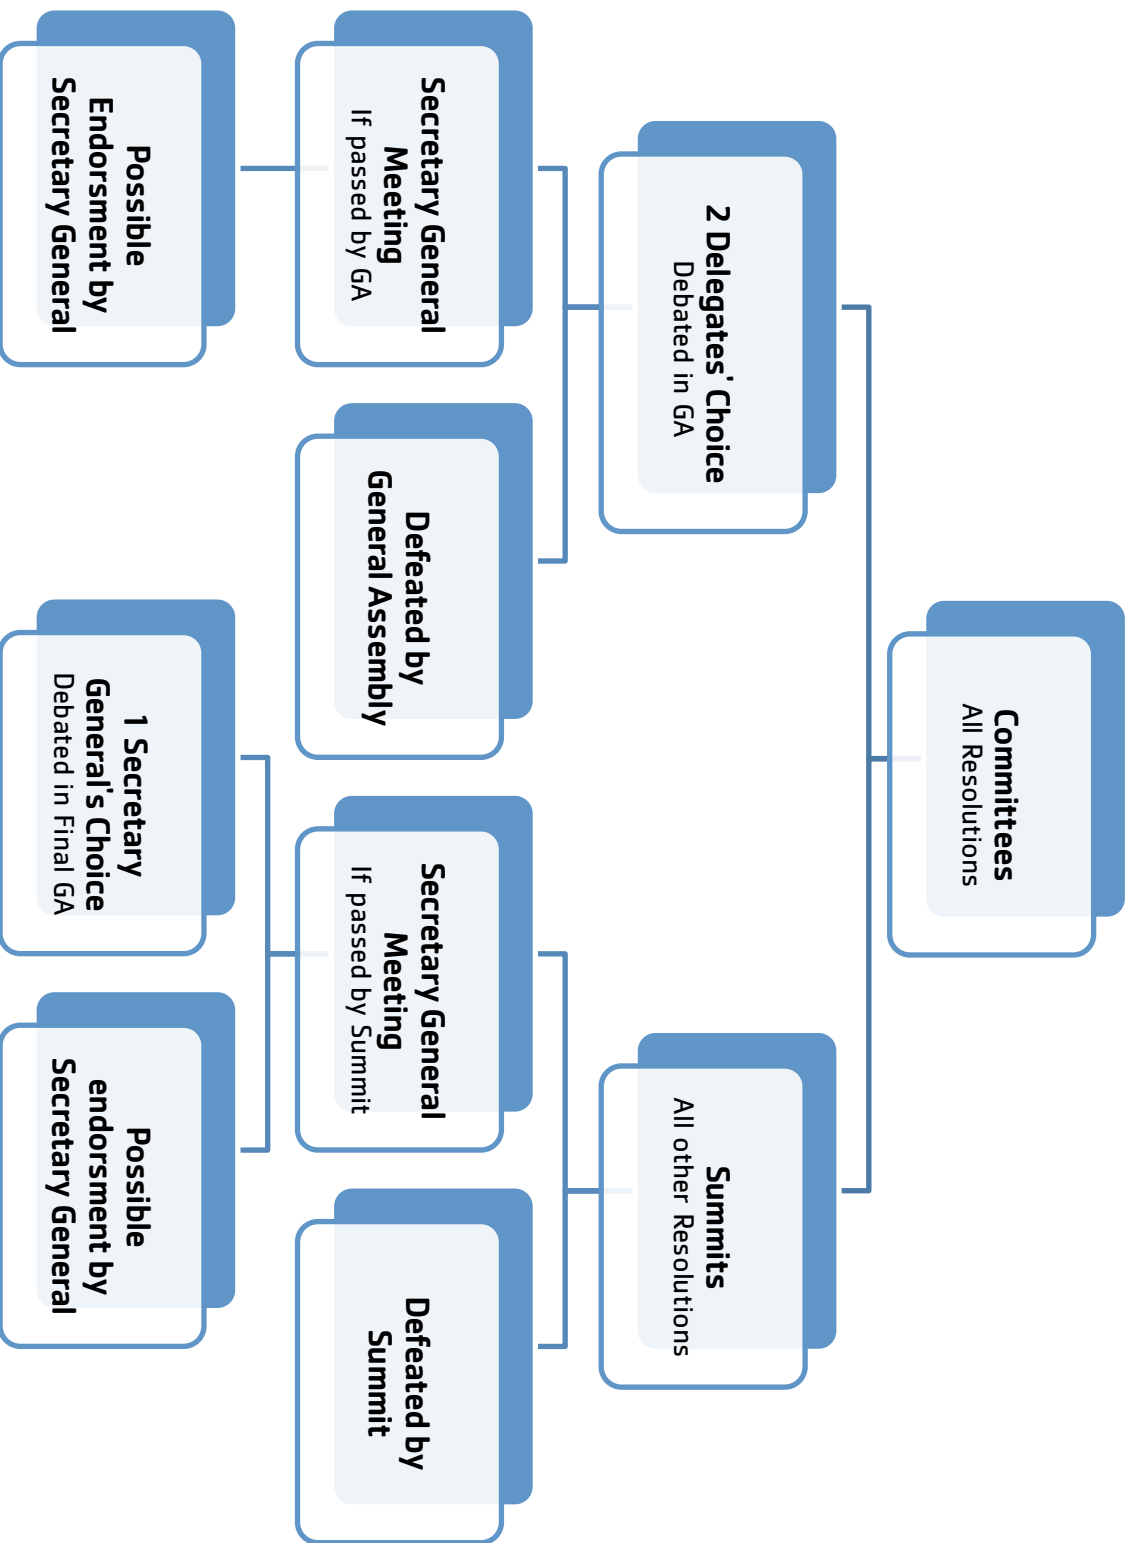 Committees
All Resolutions
2 Delegates' Choice
Debated in GA
Summits
All other Resolutions
Secretary General
Meeting
If passed by GA
Defeated by
General Assembly
Secretary General
Meeting
If passed by Summit
Defeated by
Summit
Possible
Endorsment by
Secretary General
1 Secretary
General's Choice
Debated in Final GA
Possible
endorsment by
Secretary General